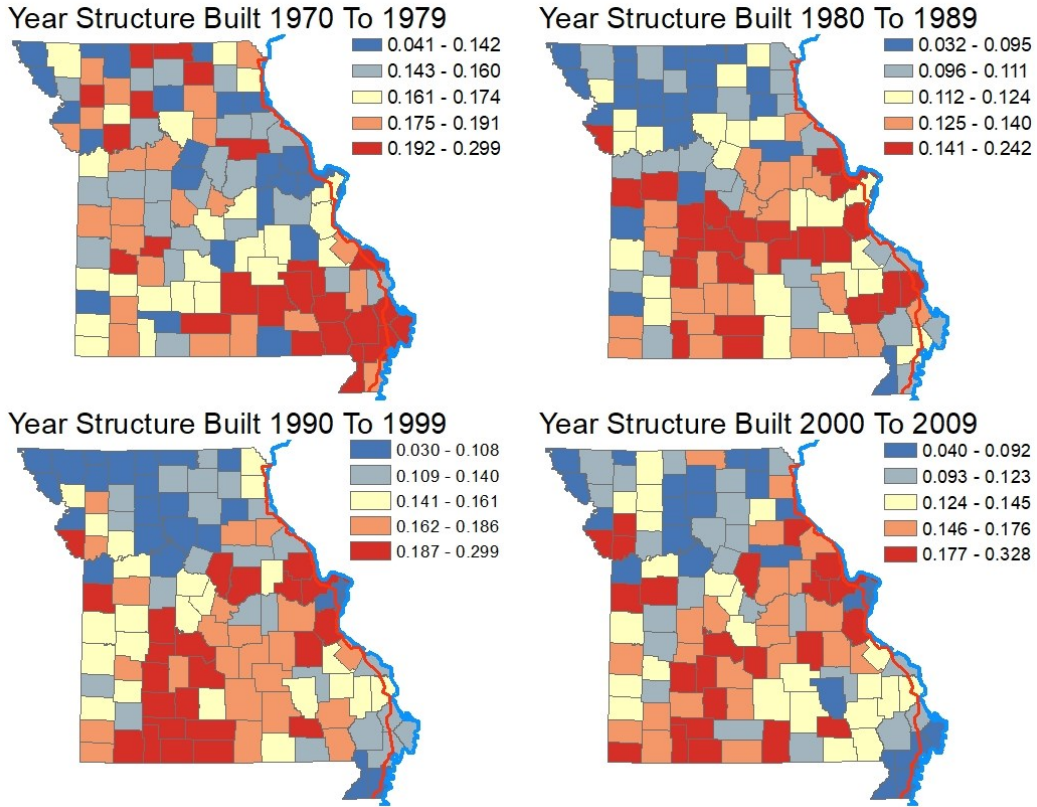 Year Structure Built 1970 To 1979
0.041 - 0.142
0.143 - 0.160
0.161 - 0.174
0.175 - 0.191
0.192 - 0.299
Year Structure Built 1980 To 1989
0.032 - 0.095
0.096 - 0.111
0.112 - 0.124
0.125 - 0.140
0.141 - 0.242
Year Structure Built 1990 To 1999
0.030 - 0.108
0.109 - 0.140
0.141 - 0.161
0.162 - 0.186
0.187 - 0.299
Year Structure Built 2000 To 2009
0.040 - 0.092
0.093 - 0.123
0.124 - 0.145
0.146 - 0.176
0.177 - 0.328